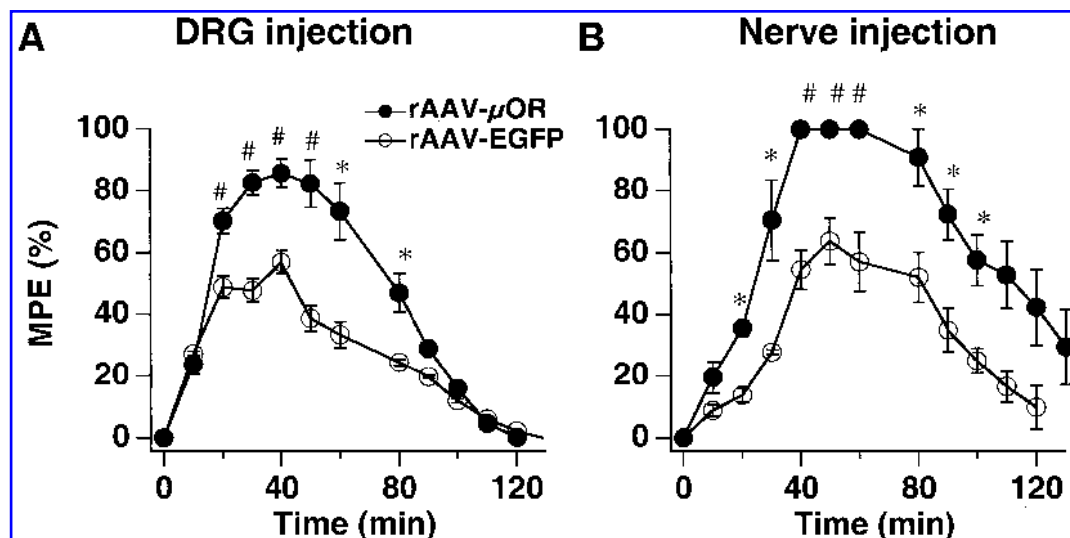 A DRG injection
B Nerve injection
rAAV-μOR
rAAV-EGFP
MPE (%)
100
80
60
40
20
0
# # # # * *
0 40 80 120
Time (min)
100
80
60
40
20
0
* * # # # * * *
0 40 80 120
Time (min)